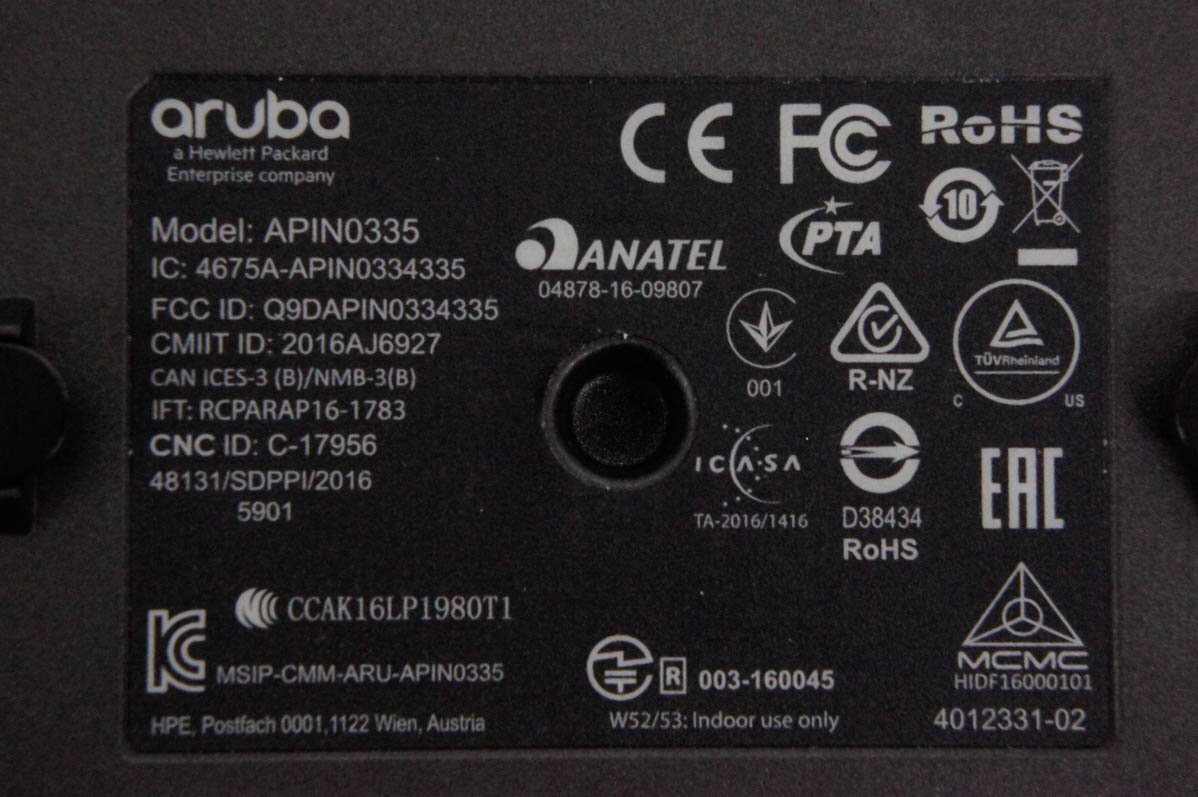 aruba
a Hewlett Packard
Enterprise company
Model: APIN0335
IC: 4675A-APIN0334335
FCC ID: Q9DAPIN0334335
CMIIT ID: 2016AJ6927
CAN ICES-3 (B)/NMB-3(B)
IFT: RCPARAP16-1783
CNC ID: C-17956
48131/SDPPI/2016
5901
CE FC RoHS
10
ANATEL
04878-16-09807
PTA
001
R-NZ
TÜVRheinland
C US
ICASA
TA-2016/1416
D38434
RoHS
EAC
CCAK16LP1980T1
KC
MSIP-CMM-ARU-APIN0335
HPE, Postfach 0001,1122 Wien, Austria
R 003-160045
W52/53: Indoor use only
MCMC
HIDF16000101
4012331-02